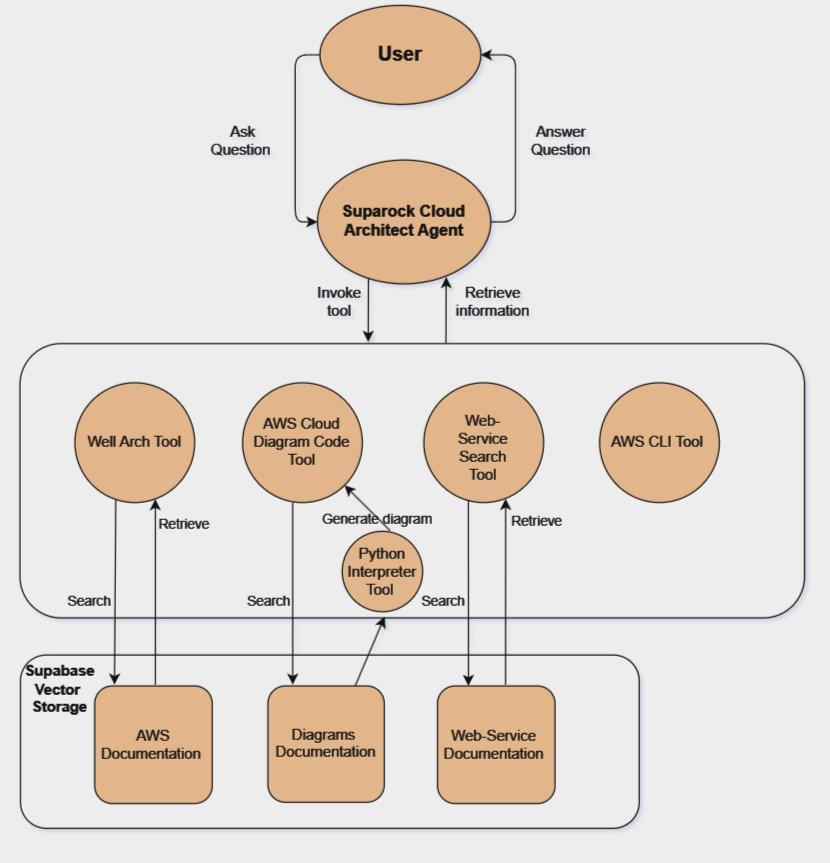 User
Ask
Question
Answer
Question
Suparock Cloud
Architect Agent
Invoke
tool
Retrieve
information
Well Arch Tool
AWS Cloud
Diagram Code
Tool
Web-
Service
Search
Tool
AWS CLI Tool
Retrieve
Generate diagram
Retrieve
Python
Interpreter
Tool
Search
Search
Search
Supabase
Vector
Storage
AWS
Documentation
Diagrams
Documentation
Web-Service
Documentation